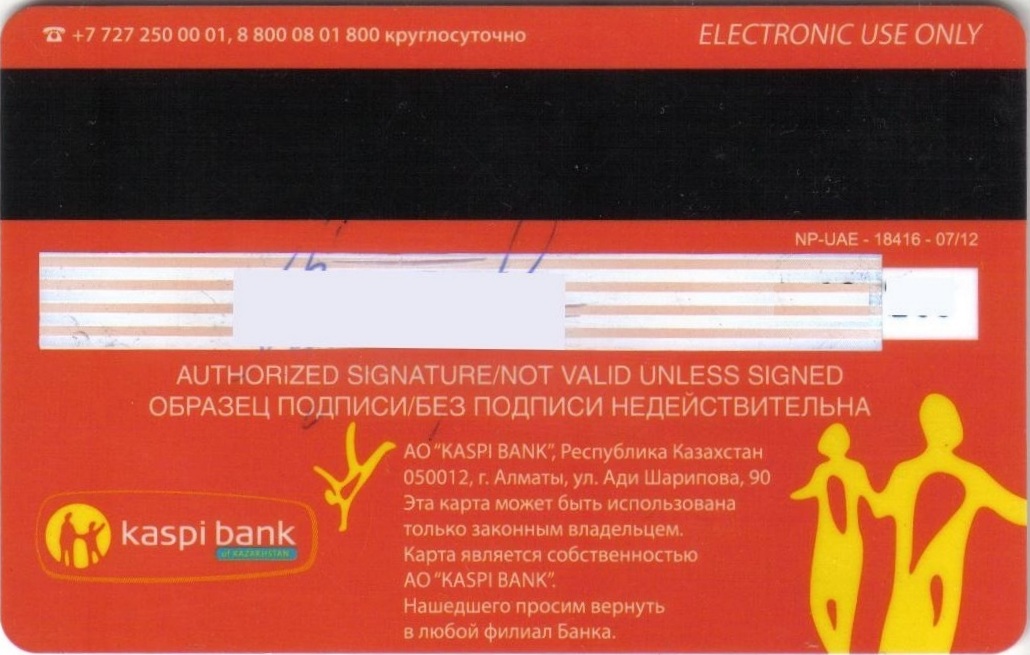 ☎ +7 727 250 00 01, 8 800 08 01 800 круглосуточно
ELECTRONIC USE ONLY
NP-UAE - 18416 - 07/12
AUTHORIZED SIGNATURE/NOT VALID UNLESS SIGNED
ОБРАЗЕЦ ПОДПИСИ/БЕЗ ПОДПИСИ НЕДЕЙСТВИТЕЛЬНА
АО "KASPI BANK", Республика Казахстан
050012, г. Алматы, ул. Ади Шарипова, 90
Эта карта может быть использована
только законным владельцем.
Карта является собственностью
АО "KASPI BANK".
Нашедшего просим вернуть
в любой филиал Банка.
kaspi bank
of KAZAKHSTAN